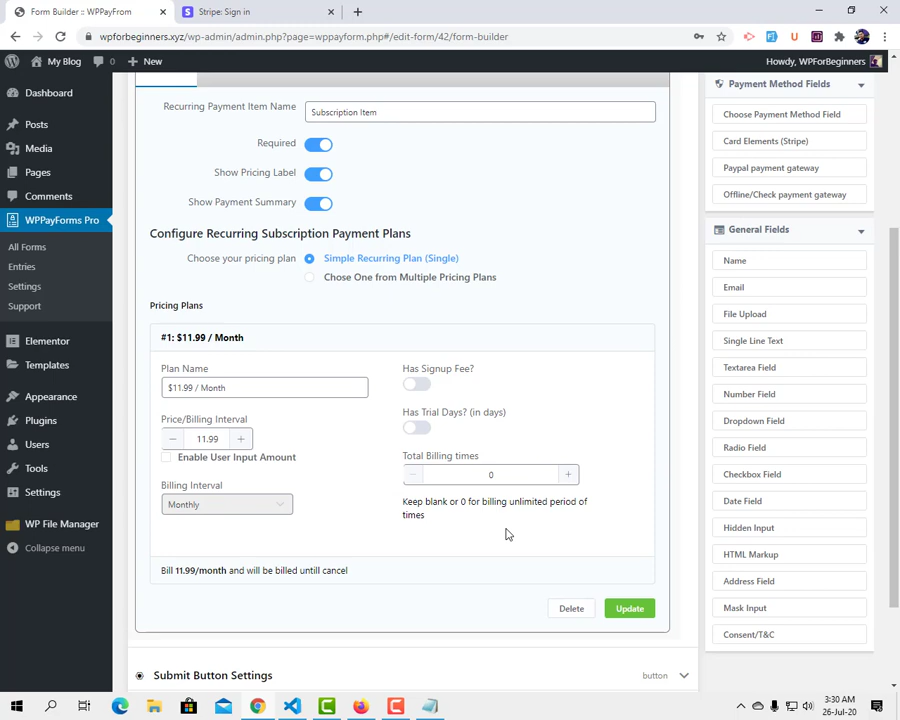 Form Builder :: WPPayFrom
Stripe: Sign in
wpforbeginners.xyz/wp-admin/admin.php?page=wppayform.php#/edit-form/42/form-builder
My Blog
0
New
Howdy, WPForBeginners
Dashboard
Posts
Media
Pages
Comments
WPPayForms Pro
All Forms
Entries
Settings
Support
Elementor
Templates
Appearance
Plugins
Users
Tools
Settings
WP File Manager
Collapse menu
Recurring Payment Item Name
Subscription Item
Required
Show Pricing Label
Show Payment Summary
Configure Recurring Subscription Payment Plans
Choose your pricing plan
Simple Recurring Plan (Single)
Chose One from Multiple Pricing Plans
Pricing Plans
#1: $11.99 / Month
Plan Name
$11.99 / Month
Price/Billing Interval
11.99
Enable User Input Amount
Billing Interval
Monthly
Has Signup Fee?
Has Trial Days? (in days)
Total Billing times
0
Keep blank or 0 for billing unlimited period of
times
Bill 11.99/month and will be billed untill cancel
Delete
Update
Submit Button Settings
button
Payment Method Fields
Choose Payment Method Field
Card Elements (Stripe)
Paypal payment gateway
Offline/Check payment gateway
General Fields
Name
Email
File Upload
Single Line Text
Textarea Field
Number Field
Dropdown Field
Radio Field
Checkbox Field
Date Field
Hidden Input
HTML Markup
Address Field
Mask Input
Consent/T&C
3:30 AM
26-Jul-20